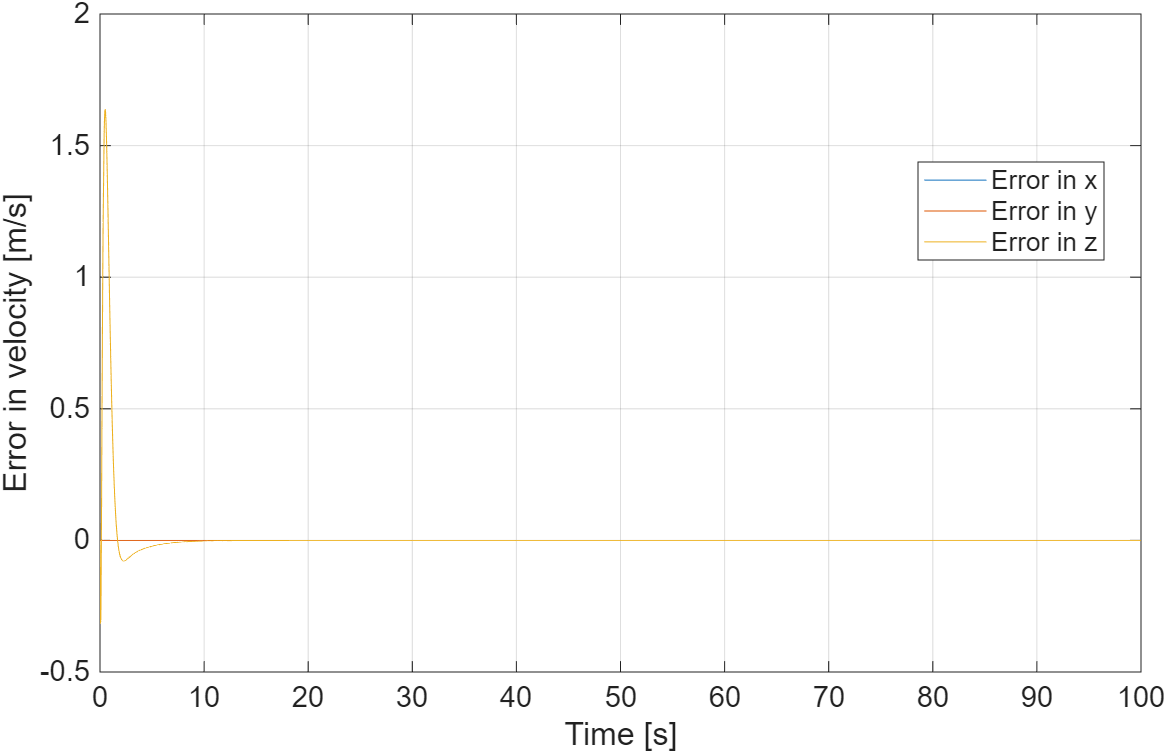 2
1.5
1
0.5
0
-0.5
Error in velocity [m/s]
Error in x
Error in y
Error in z
0 10 20 30 40 50 60 70 80 90 100
Time [s]